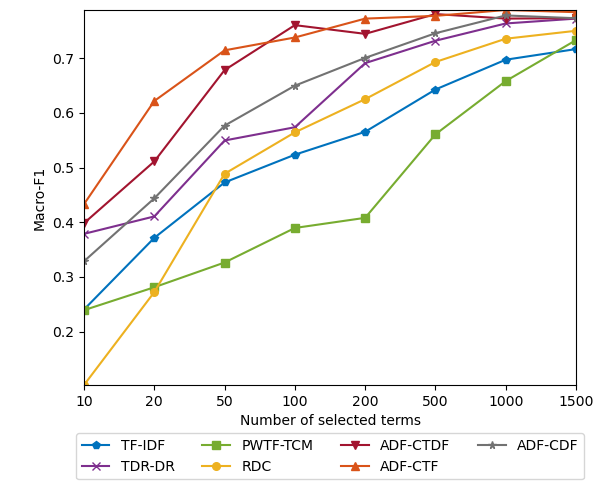 0.7
0.6
0.5
0.4
0.3
0.2
Macro-F1
10 20 50 100 200 500 1000 1500
Number of selected terms
TF-IDF PWTF-TCM ADF-CTDF ADF-CDF
TDR-DR RDC ADF-CTF